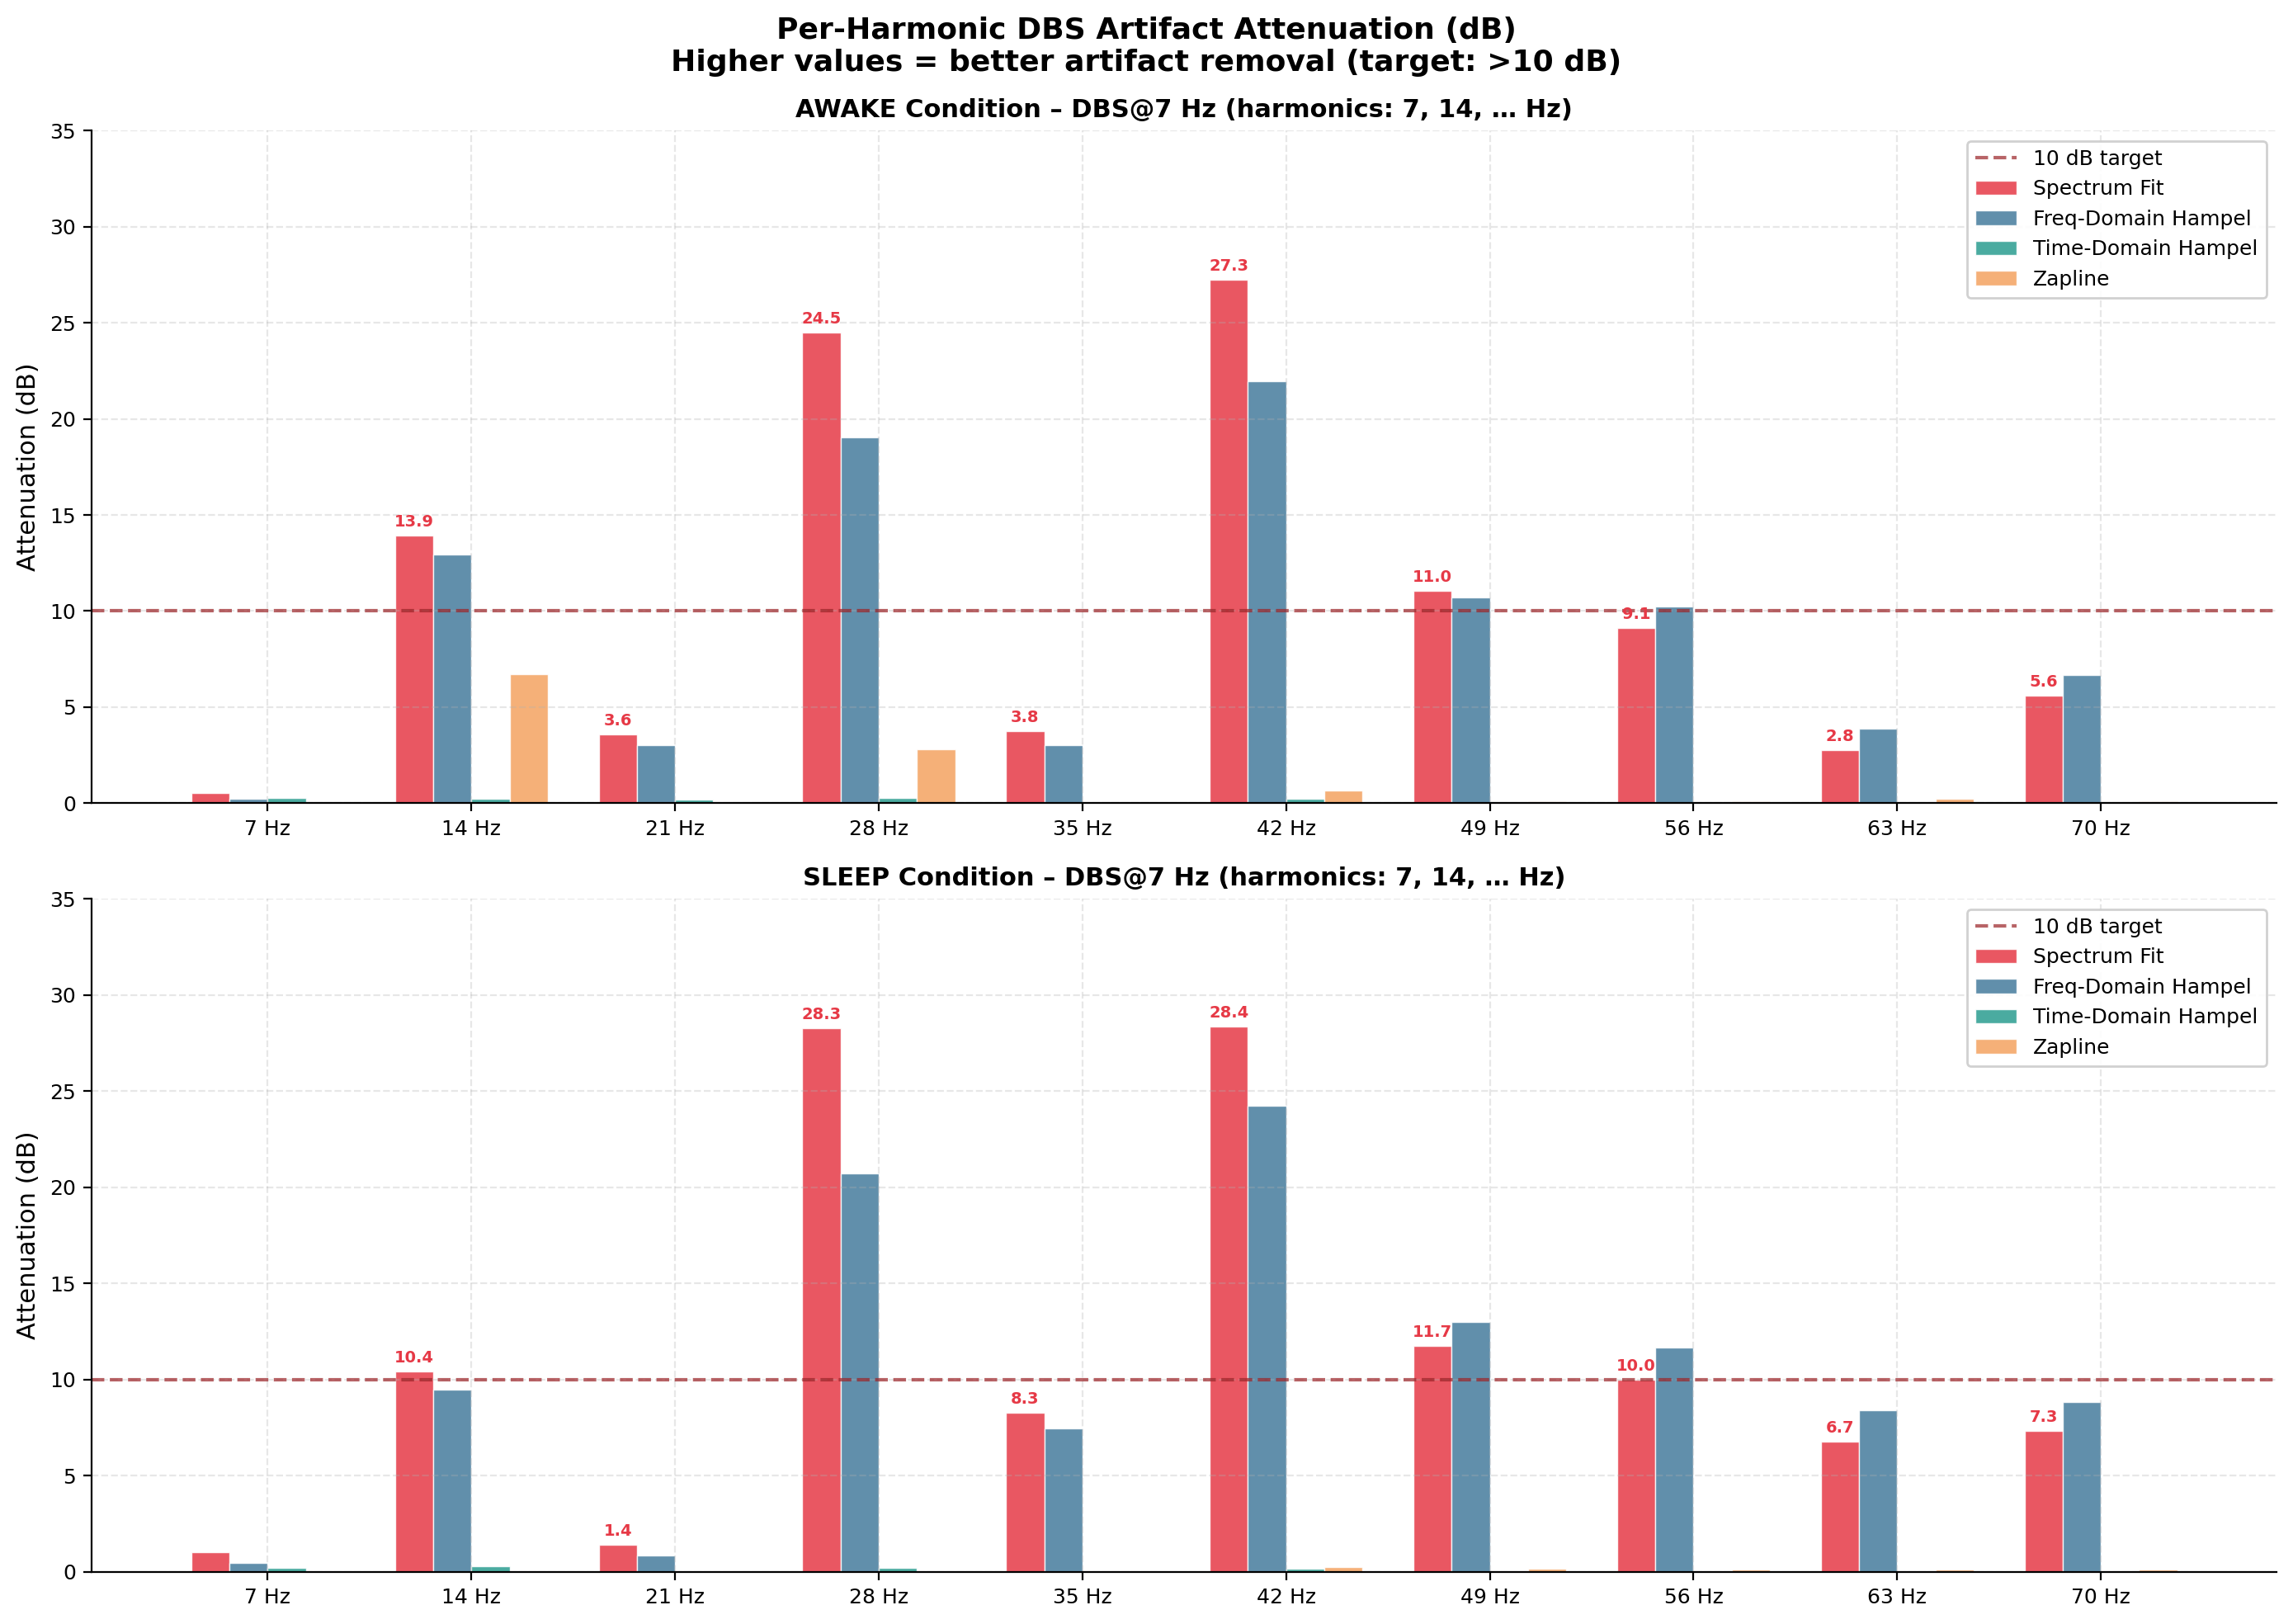 Per-Harmonic DBS Artifact Attenuation (dB)
Higher values = better artifact removal (target: >10 dB)
AWAKE Condition – DBS@7 Hz (harmonics: 7, 14, … Hz)
Attenuation (dB)
35
30
25
20
15
10
5
0
10 dB target
Spectrum Fit
Freq-Domain Hampel
Time-Domain Hampel
Zapline
13.9
3.6
24.5
3.8
27.3
11.0
9.1
2.8
5.6
7 Hz
14 Hz
21 Hz
28 Hz
35 Hz
42 Hz
49 Hz
56 Hz
63 Hz
70 Hz
SLEEP Condition – DBS@7 Hz (harmonics: 7, 14, … Hz)
Attenuation (dB)
35
30
25
20
15
10
5
0
10 dB target
Spectrum Fit
Freq-Domain Hampel
Time-Domain Hampel
Zapline
10.4
1.4
28.3
8.3
28.4
11.7
10.0
6.7
7.3
7 Hz
14 Hz
21 Hz
28 Hz
35 Hz
42 Hz
49 Hz
56 Hz
63 Hz
70 Hz